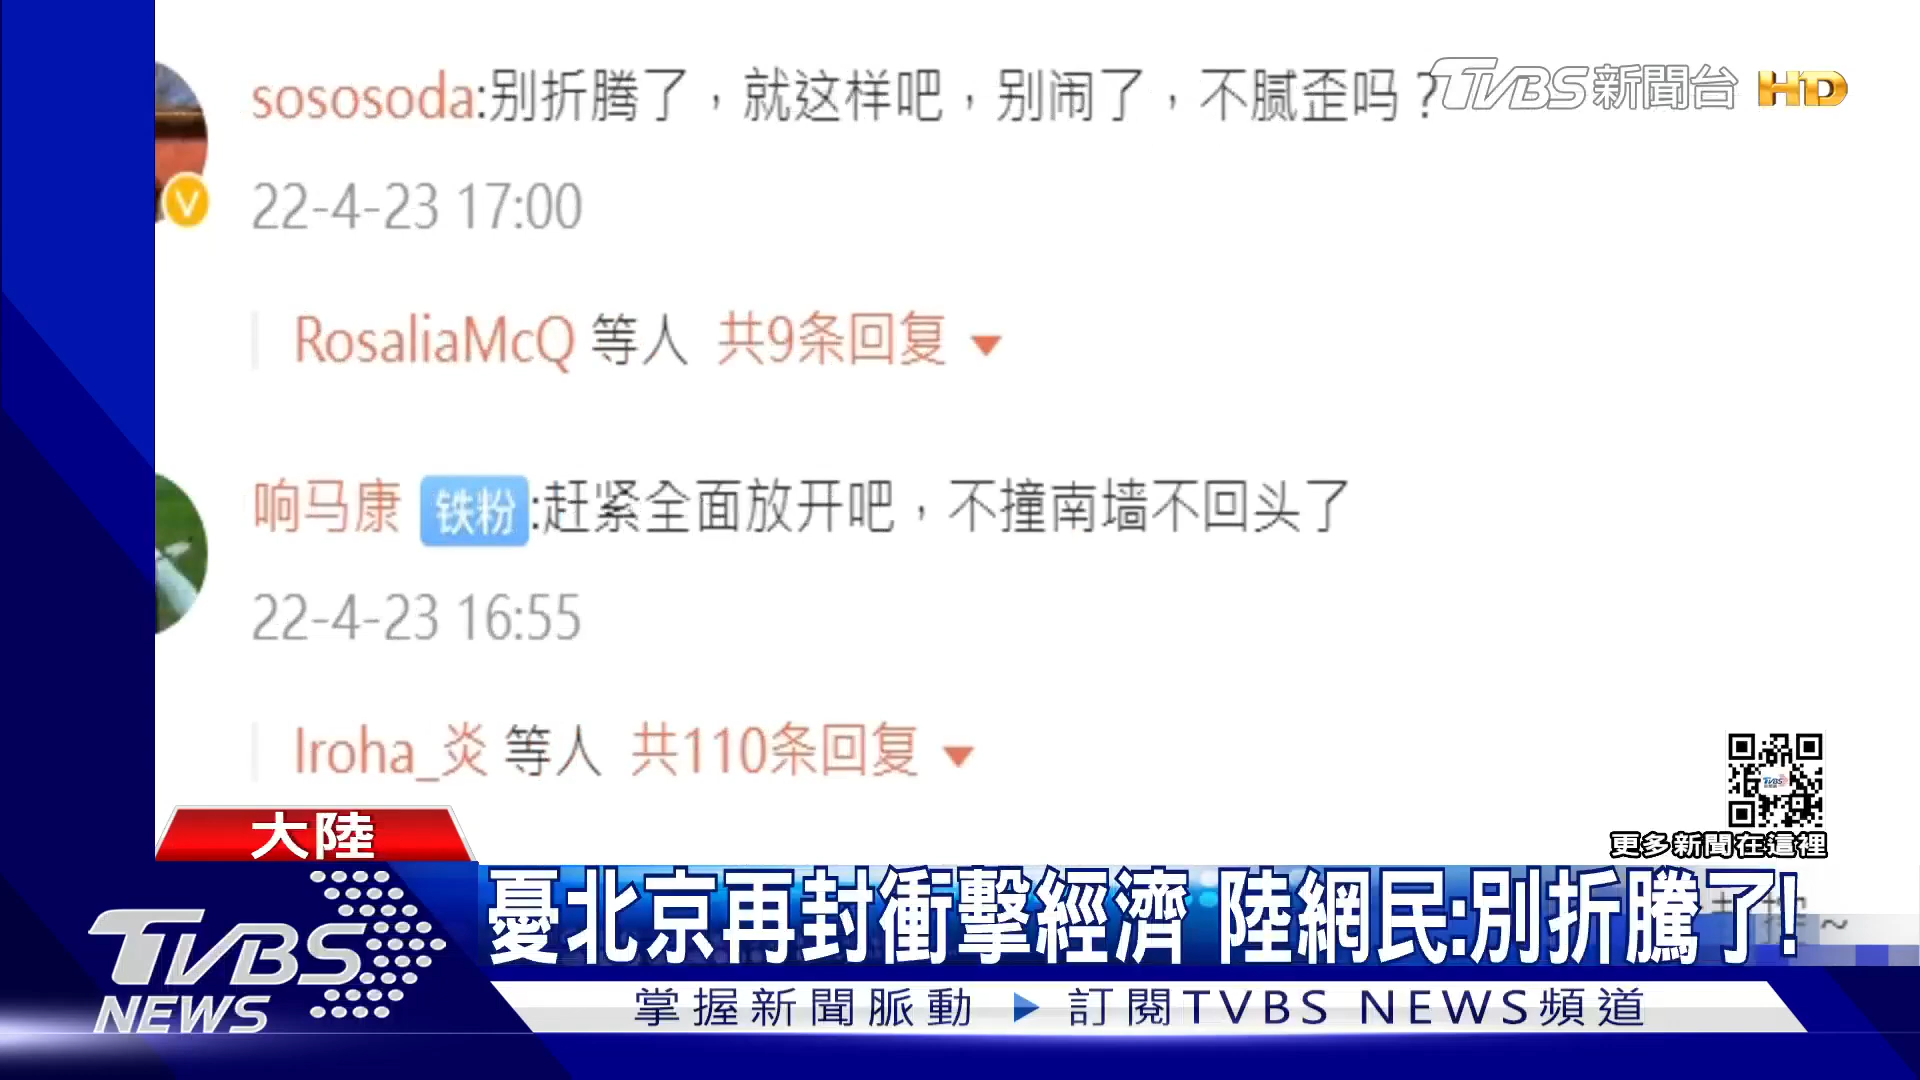 sososoda:别折腾了，就这样吧，别闹了，不腻歪吗？
TVBS新聞台 HD
22-4-23 17:00
RosaliaMcQ 等人 共9条回复
响马康 铁粉:赶紧全面放开吧，不撞南墙不回头了
22-4-23 16:55
Iroha_炎 等人 共110条回复
TVBS
更多新聞在這裡
大陸
憂北京再封衝擊經濟 陸網民:別折騰了!
TVBS
NEWS
掌握新聞脈動 ▶ 訂閱TVBS NEWS頻道